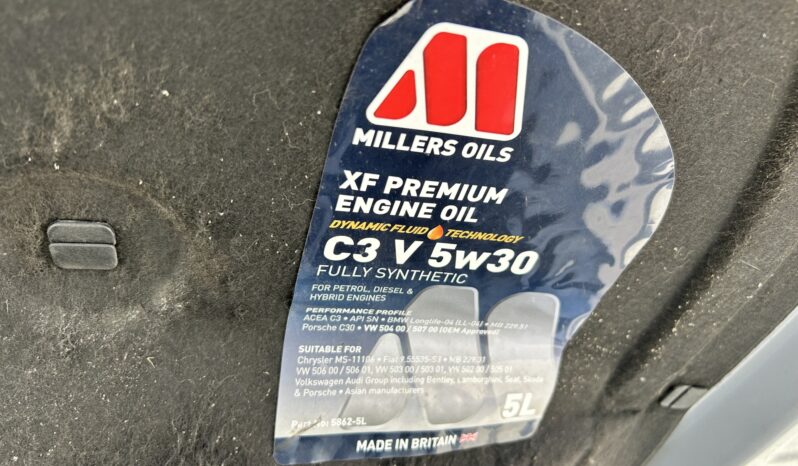 MILLERS OILS
XF PREMIUM
ENGINE OIL
DYNAMIC FLUID TECHNOLOGY
C3 V 5w30
FULLY SYNTHETIC
FOR PETROL, DIESEL &
HYBRID ENGINES
PERFORMANCE PROFILE
ACEA C3 • API SN • BMW Longlife-04 (LL-04) • MB 229.51
Porsche C30 • VW 504 00 / 507 00 (OEM Approved)
SUITABLE FOR
Chrysler MS-11106 • Fiat 9.55535-S3 • MB 229.31
VW 506 00 / 506 01, VW 503 00 / 503 01, VW 502 00 / 505 01
Volkswagen Audi Group including Bentley, Lamborghini, Seat, Skoda
& Porsche • Asian manufacturers
5L
Part No: 5862-5L
MADE IN BRITAIN